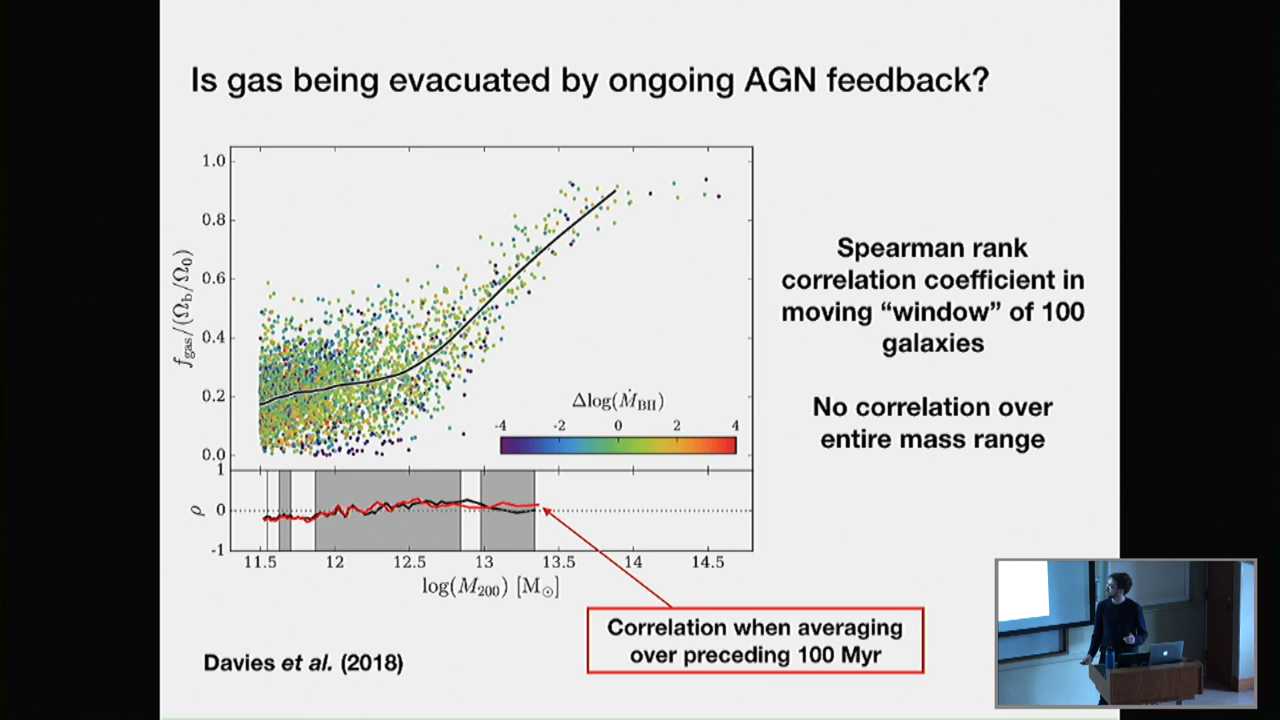 Is gas being evacuated by ongoing AGN feedback?
1.0
0.8
0.6
0.4
0.2
0.0
f_gas/(Ω_b/Ω_0)
Δlog(Ṁ_BH)
-4 -2 0 2 4
1
0
-1
ρ
11.5 12 12.5 13 13.5 14 14.5
log(M_200) [M_⊙]
Spearman rank
correlation coefficient in
moving “window” of 100
galaxies
No correlation over
entire mass range
Correlation when averaging
over preceding 100 Myr
Davies et al. (2018)